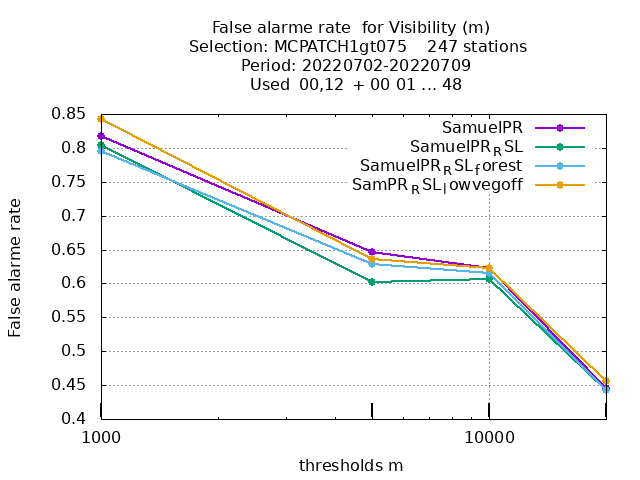 False alarme rate  for Visibility (m)
Selection: MCPATCH1gt075    247 stations
Period: 20220702-20220709
Used  00,12  + 00 01 ... 48
SamuelPR
SamuelPR_RSL
SamuelPR_RSL_forest
SamPR_RSL_lowvegoff
False alarme rate
0.85
0.8
0.75
0.7
0.65
0.6
0.55
0.5
0.45
0.4
1000
10000
thresholds m